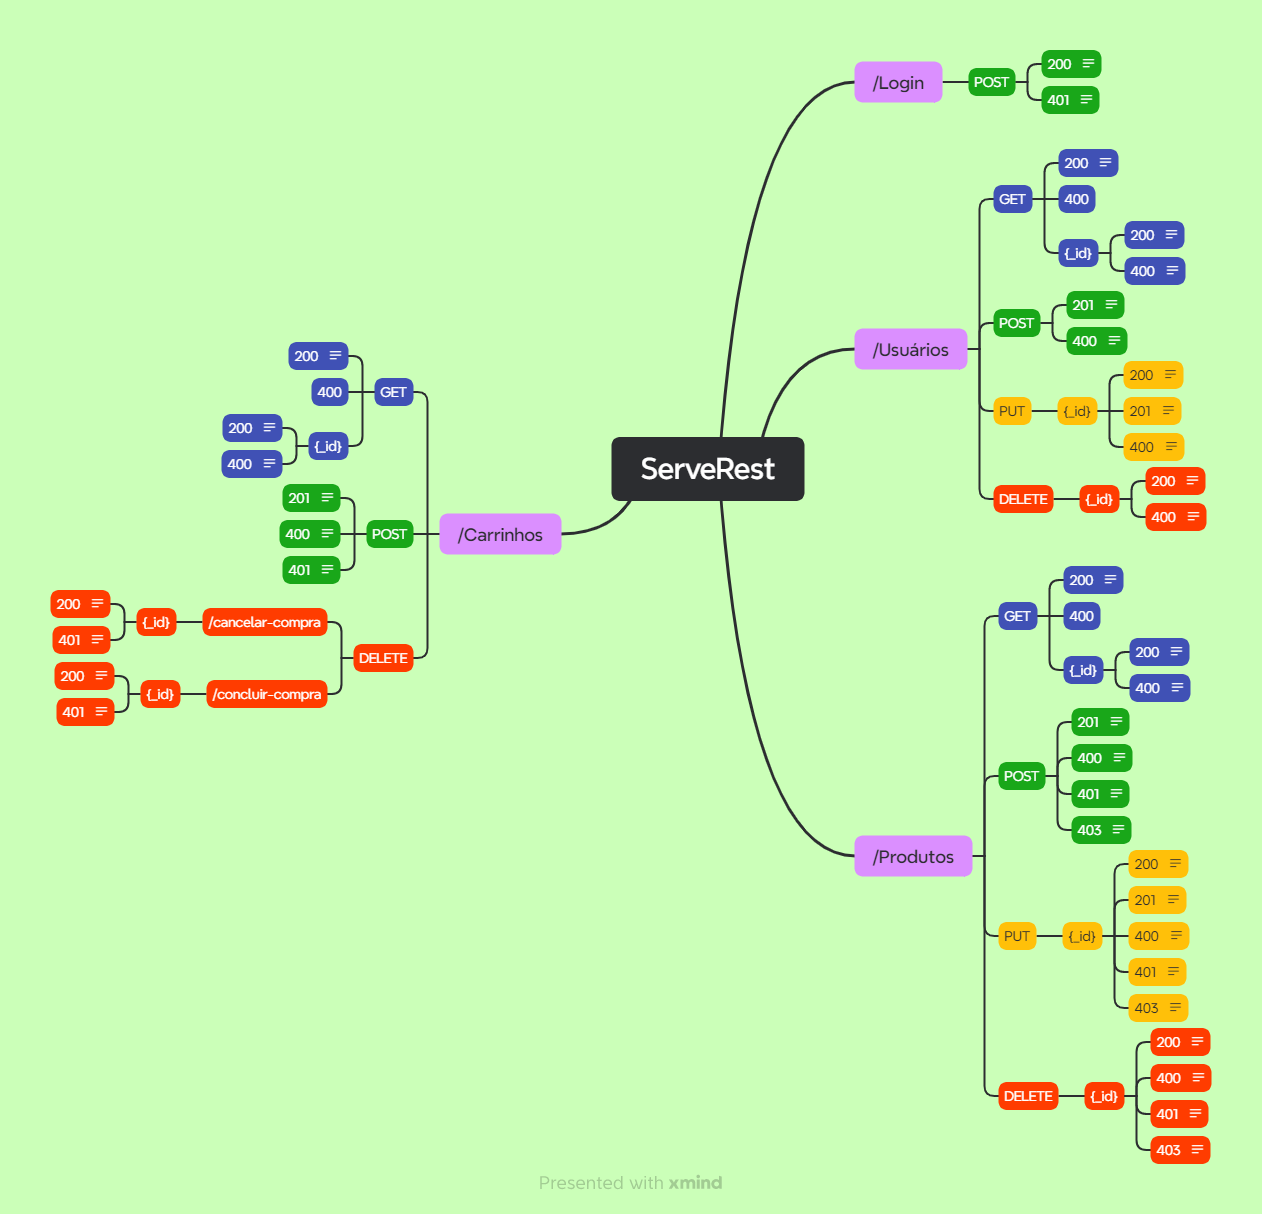 ServeRest
/Login
POST
200
401
/Usuários
GET
200
400
{_id}
200
400
POST
201
400
PUT
{_id}
200
201
400
DELETE
{_id}
200
400
/Produtos
GET
200
400
{_id}
200
400
POST
201
400
401
403
PUT
{_id}
200
201
400
401
403
DELETE
{_id}
200
400
401
403
/Carrinhos
GET
200
400
{_id}
200
400
POST
201
400
401
DELETE
/cancelar-compra
{_id}
200
401
/concluir-compra
{_id}
200
401
Presented with xmind